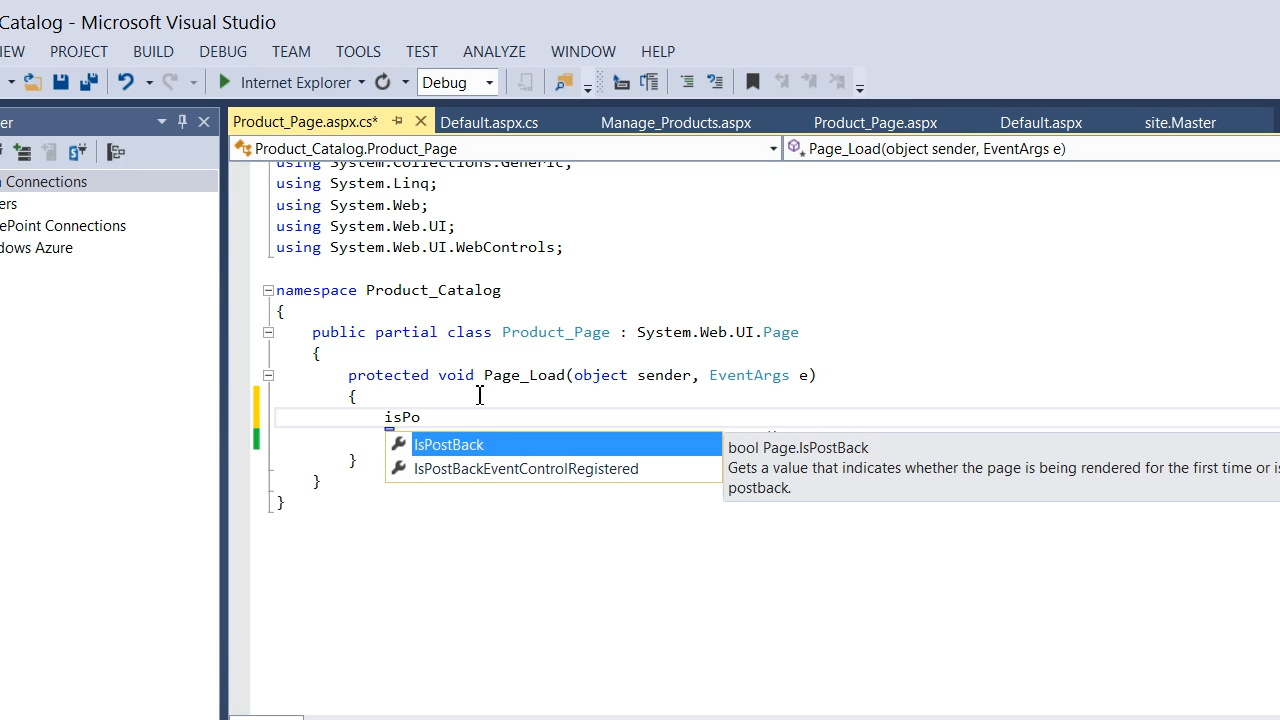 Catalog - Microsoft Visual Studio
IEW PROJECT BUILD DEBUG TEAM TOOLS TEST ANALYZE WINDOW HELP
Internet Explorer Debug
er Product_Page.aspx.cs* Default.aspx.cs Manage_Products.aspx Product_Page.aspx Default.aspx site.Master
Product_Catalog.Product_Page Page_Load(object sender, EventArgs e)
using System.Collections.Generic;
Connections
using System.Linq;
ers
using System.Web;
ePoint Connections
using System.Web.UI;
dows Azure
using System.Web.UI.WebControls;
namespace Product_Catalog
{
public partial class Product_Page : System.Web.UI.Page
{
protected void Page_Load(object sender, EventArgs e)
{
isPo
IsPostBack
bool Page.IsPostBack
IsPostBackEventControlRegistered
Gets a value that indicates whether the page is being rendered for the first time or is
postback.
}
}
}